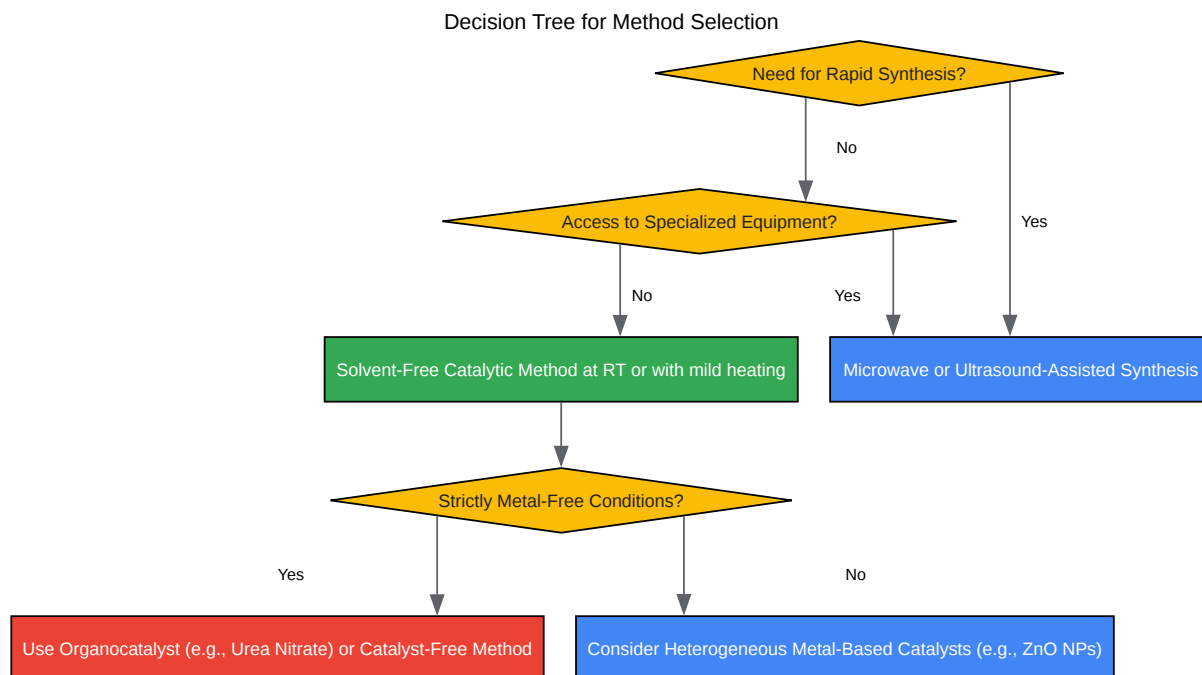 Decision Tree for Method Selection
Need for Rapid Synthesis?
No
Access to Specialized Equipment?
Yes
No
Yes
Solvent-Free Catalytic Method at RT or with mild heating
Microwave or Ultrasound-Assisted Synthesis
Strictly Metal-Free Conditions?
Yes
No
Use Organocatalyst (e.g., Urea Nitrate) or Catalyst-Free Method
Consider Heterogeneous Metal-Based Catalysts (e.g., ZnO NPs)